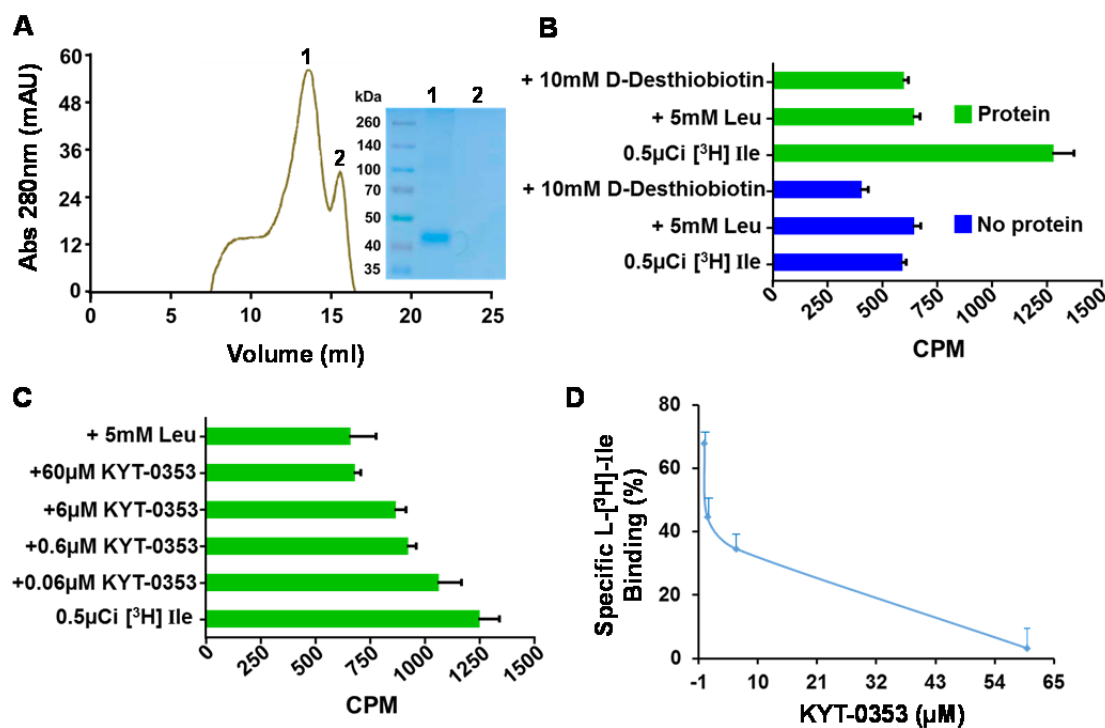 A
Abs 280nm (mAU)
60
48
36
24
12
0
1
2
kDa
1
2
260
140
100
70
50
40
35
0
5
10
15
20
25
Volume (ml)
B
+ 10mM D-Desthiobiotin
+ 5mM Leu
0.5µCi [³H] Ile
+ 10mM D-Desthiobiotin
+ 5mM Leu
0.5µCi [³H] Ile
Protein
No protein
0
250
500
750
1000
1250
1500
CPM
C
+ 5mM Leu
+60µM KYT-0353
+6µM KYT-0353
+0.6µM KYT-0353
+0.06µM KYT-0353
0.5µCi [³H] Ile
0
250
500
750
1000
1250
1500
CPM
D
Specific L-[³H]-Ile
Binding (%)
80
60
40
20
0
-1
10
21
32
43
54
65
KYT-0353 (µM)